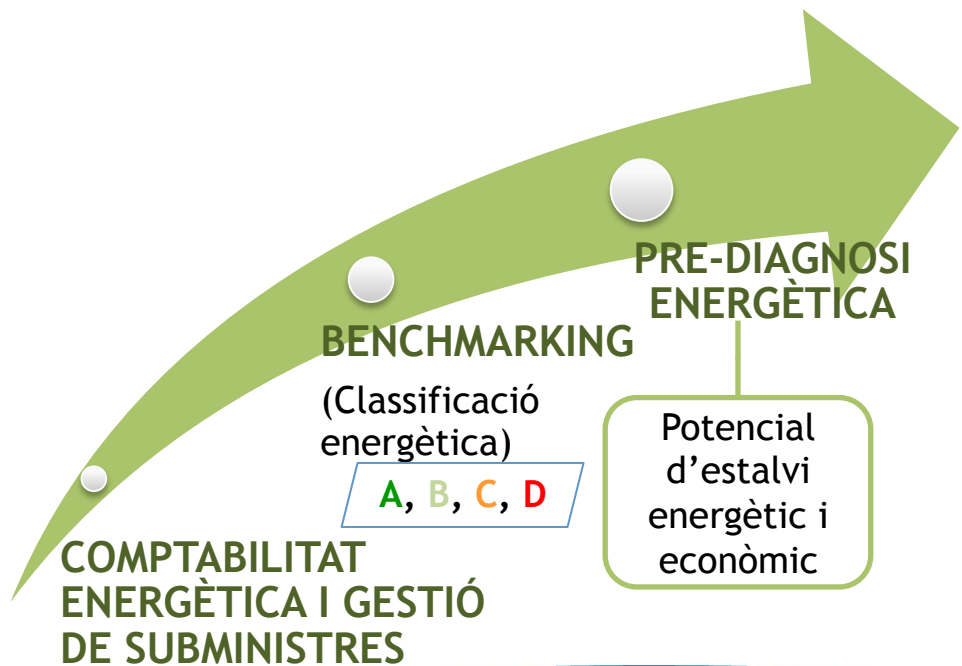 PRE-DIAGNOSI
ENERGÈTICA
BENCHMARKING
(Classificació
energètica)
A, B, C, D
Potencial
d’estalvi
energètic i
econòmic
COMPTABILITAT
ENERGÈTICA I GESTIÓ
DE SUBMINISTRES